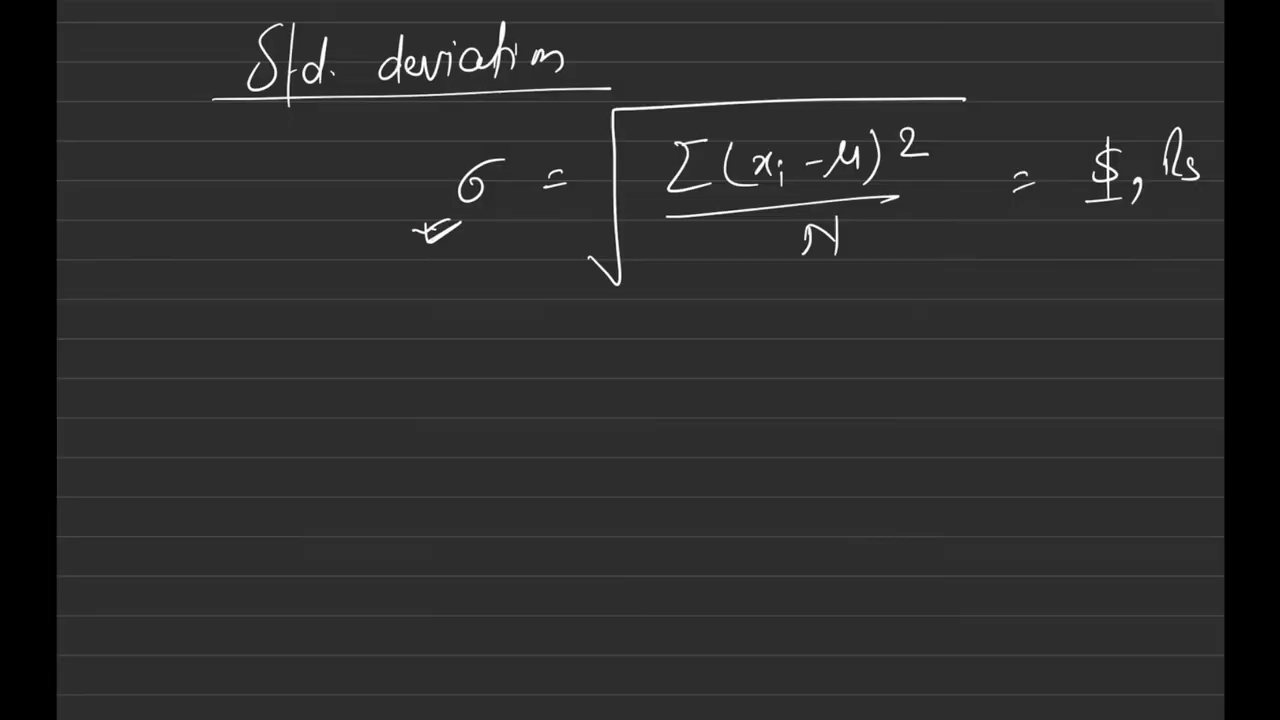 Std. deviation
σ = √(Σ(xᵢ - μ)² / N) = $, Rs